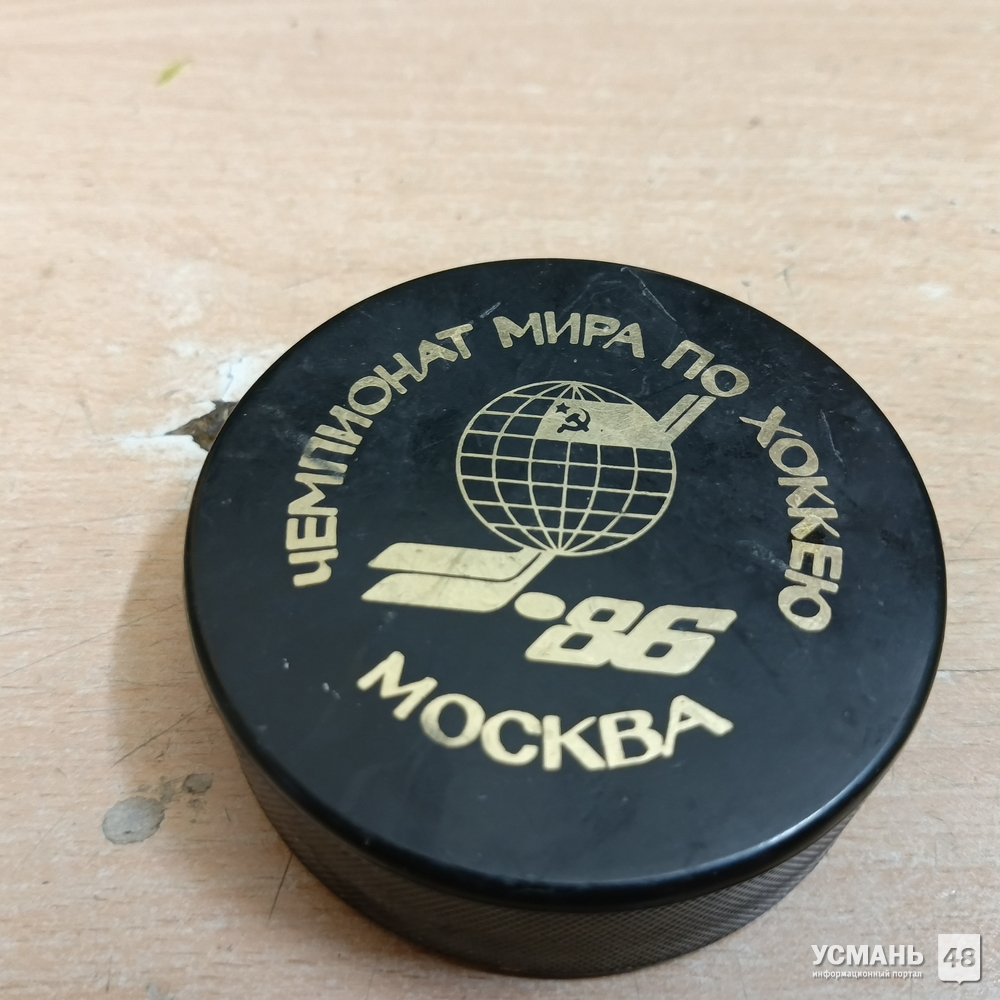 ЧЕМПИОНАТ МИРА ПО ХОККЕЮ
86
МОСКВА
УСМАНЬ 48
информационный портал